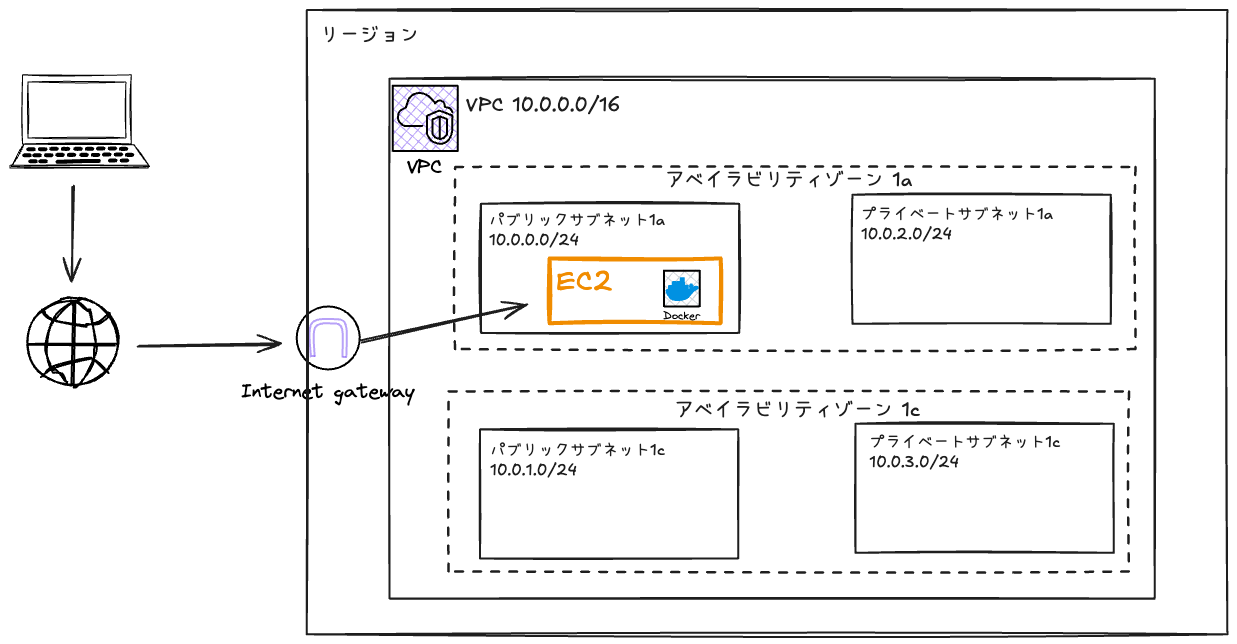 リージョン
VPC 10.0.0.0/16
VPC
アベイラビリティゾーン 1a
パブリックサブネット1a
10.0.0.0/24
EC2
Docker
プライベートサブネット1a
10.0.2.0/24
Internet gateway
アベイラビリティゾーン 1c
パブリックサブネット1c
10.0.1.0/24
プライベートサブネット1c
10.0.3.0/24